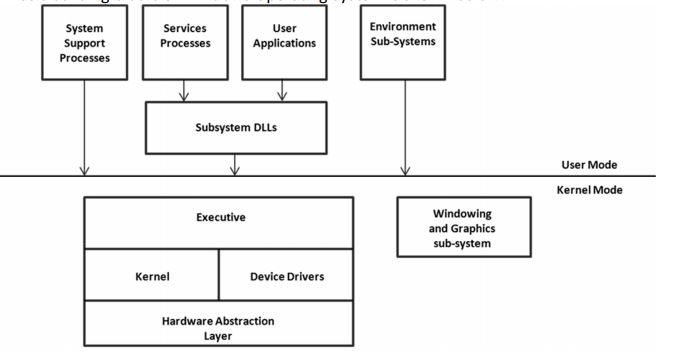 System
Support
Processes
Services
Processes
User
Applications
Environment
Sub-Systems
Subsystem DLLs
User Mode
Kernel Mode
Executive
Windowing
and Graphics
sub-system
Kernel
Device Drivers
Hardware Abstraction
Layer